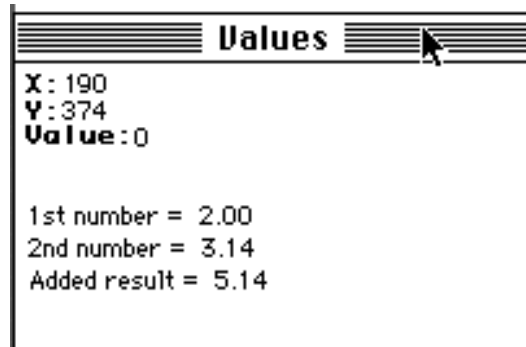 Values
X: 190
Y: 374
Value: 0
1st number = 2.00
2nd number = 3.14
Added result = 5.14